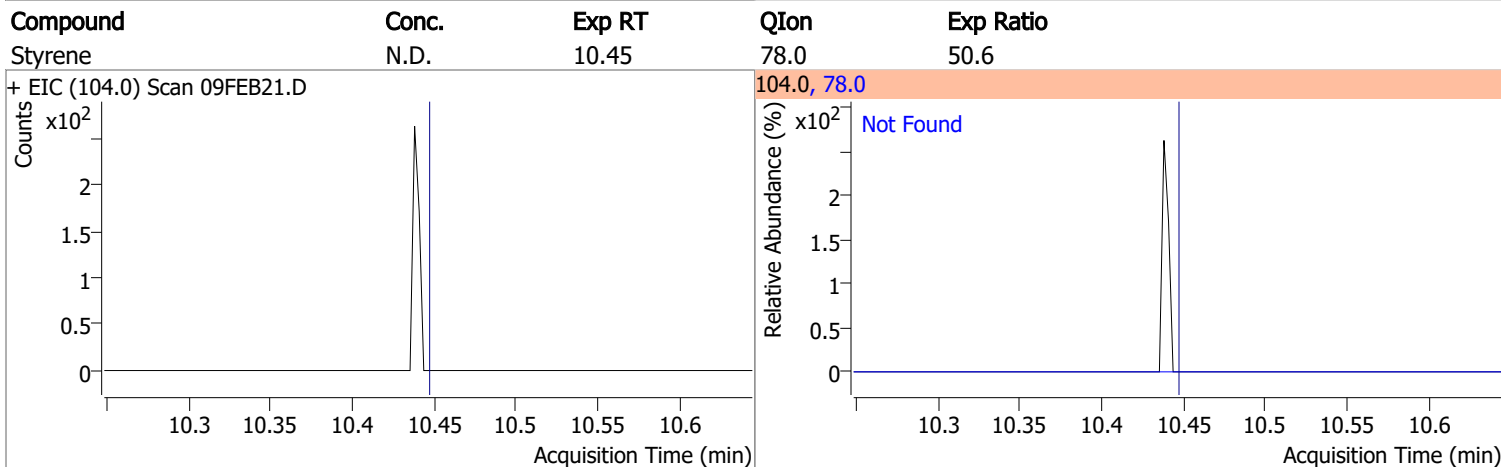 Compound Conc. Exp RT QIon Exp Ratio
Styrene N.D. 10.45 78.0 50.6
+ EIC (104.0) Scan 09FEB21.D
Counts
x10²
2
1.5
1
0.5
0
10.3 10.35 10.4 10.45 10.5 10.55 10.6
Acquisition Time (min)
104.0, 78.0
Relative Abundance (%)
x10²
Not Found
2
1.5
1
0.5
0
10.3 10.35 10.4 10.45 10.5 10.55 10.6
Acquisition Time (min)